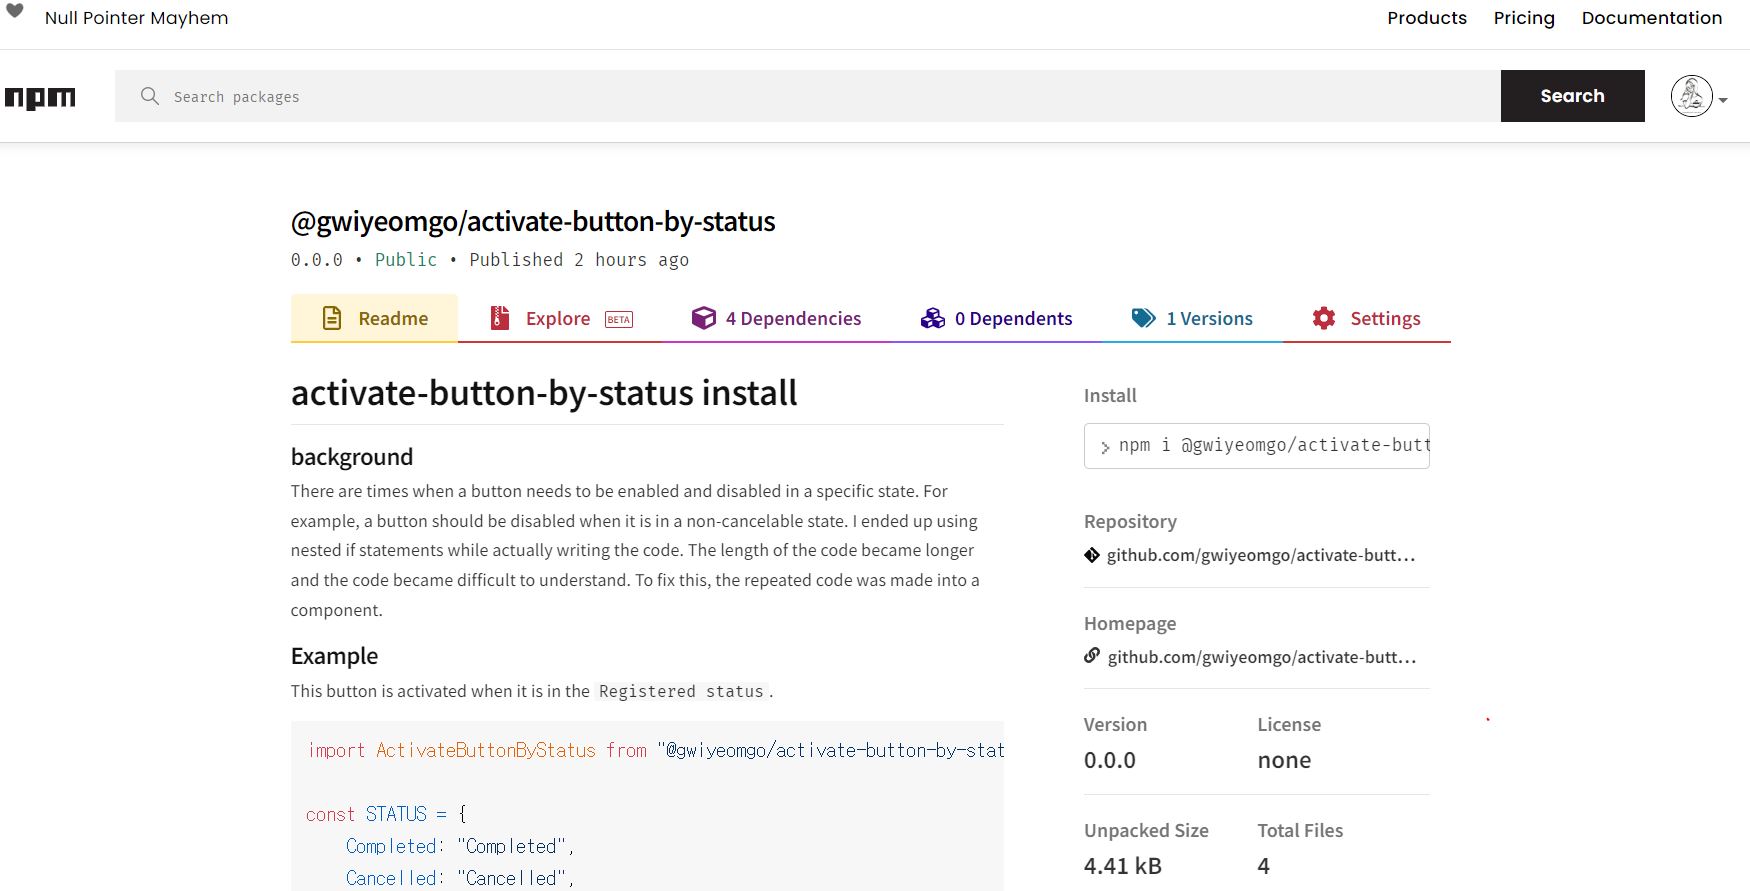 Null Pointer Mayhem
Products Pricing Documentation
npm
Search packages
Search
@gwiyeomgo/activate-button-by-status
0.0.0 • Public • Published 2 hours ago
Readme
Explore BETA
4 Dependencies
0 Dependents
1 Versions
Settings
activate-button-by-status install
background
There are times when a button needs to be enabled and disabled in a specific state. For
example, a button should be disabled when it is in a non-cancelable state. I ended up using
nested if statements while actually writing the code. The length of the code became longer
and the code became difficult to understand. To fix this, the repeated code was made into a
component.
Example
This button is activated when it is in the Registered status.
import ActivateButtonByStatus from "@gwiyeomgo/activate-button-by-stat
const STATUS = {
Completed: "Completed",
Cancelled: "Cancelled",
Install
> npm i @gwiyeomgo/activate-butt
Repository
github.com/gwiyeomgo/activate-butt...
Homepage
github.com/gwiyeomgo/activate-butt...
Version License
0.0.0 none
Unpacked Size Total Files
4.41 kB 4